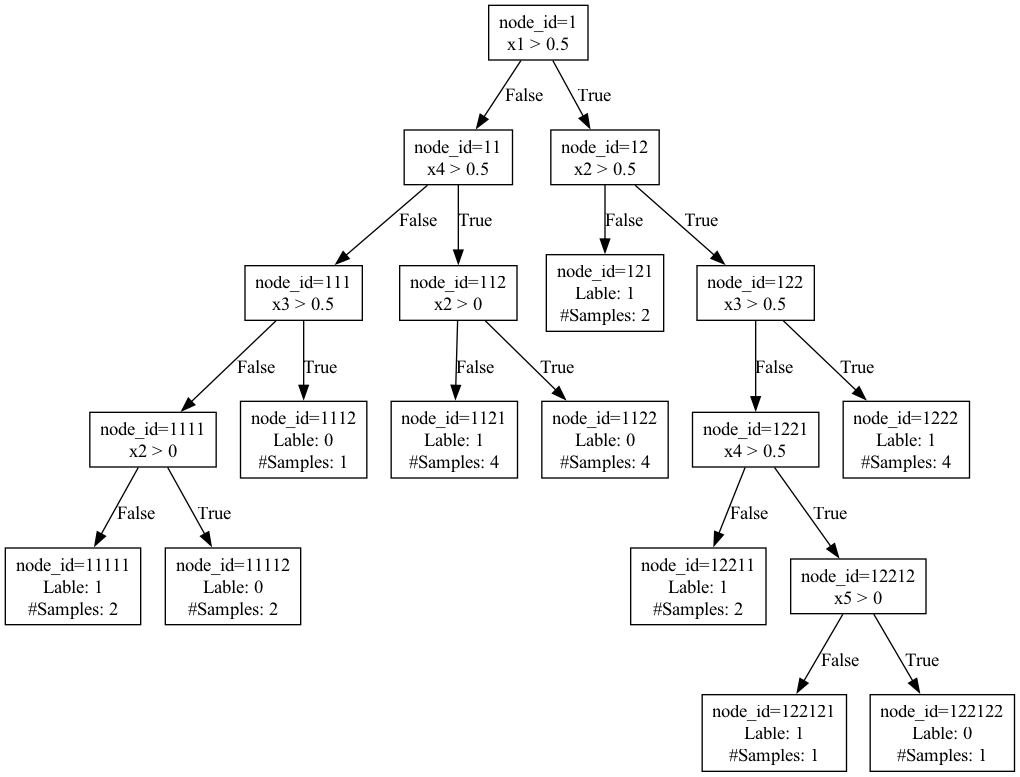 node_id=1
x1 > 0.5
False
True
node_id=11
x4 > 0.5
node_id=12
x2 > 0.5
False
True
False
True
node_id=111
x3 > 0.5
node_id=112
x2 > 0
node_id=121
Lable: 1
#Samples: 2
node_id=122
x3 > 0.5
False
True
False
True
False
True
node_id=1111
x2 > 0
node_id=1112
Lable: 0
#Samples: 1
node_id=1121
Lable: 1
#Samples: 4
node_id=1122
Lable: 0
#Samples: 4
node_id=1221
x4 > 0.5
node_id=1222
Lable: 1
#Samples: 4
False
True
False
True
node_id=11111
Lable: 1
#Samples: 2
node_id=11112
Lable: 0
#Samples: 2
node_id=12211
Lable: 1
#Samples: 2
node_id=12212
x5 > 0
False
True
node_id=122121
Lable: 1
#Samples: 1
node_id=122122
Lable: 0
#Samples: 1